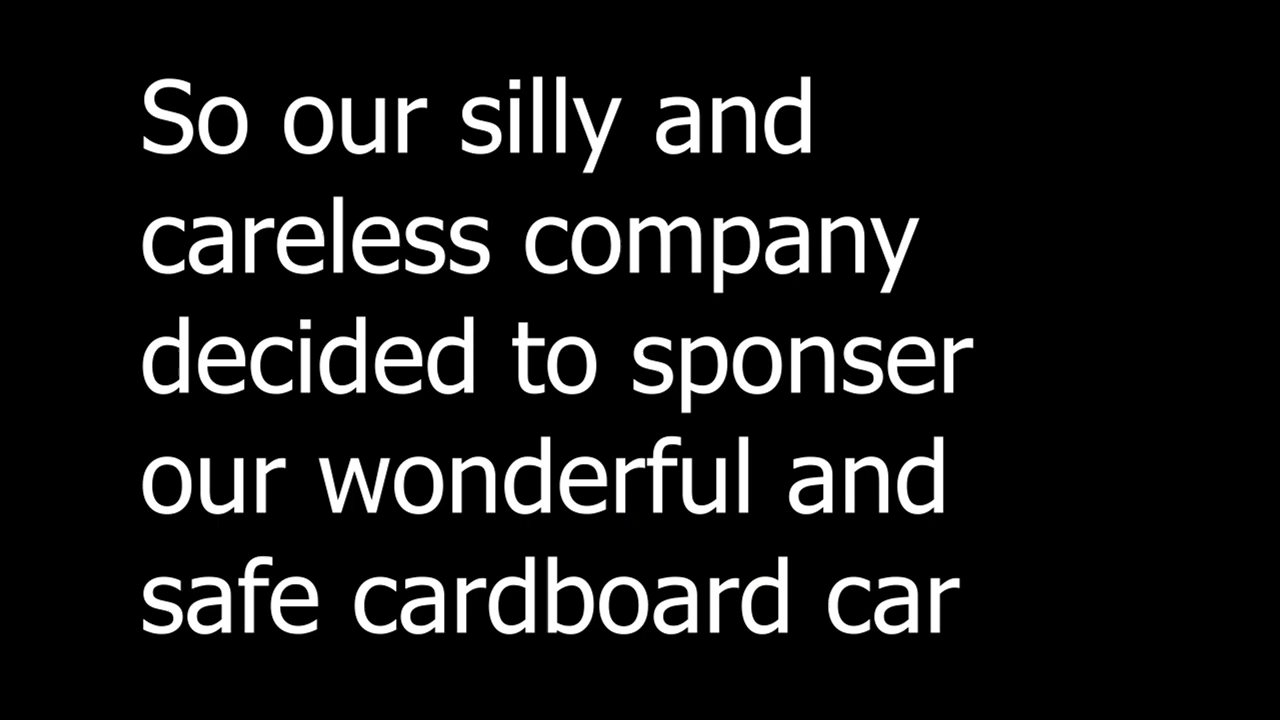 So our silly and
careless company
decided to sponser
our wonderful and
safe cardboard car